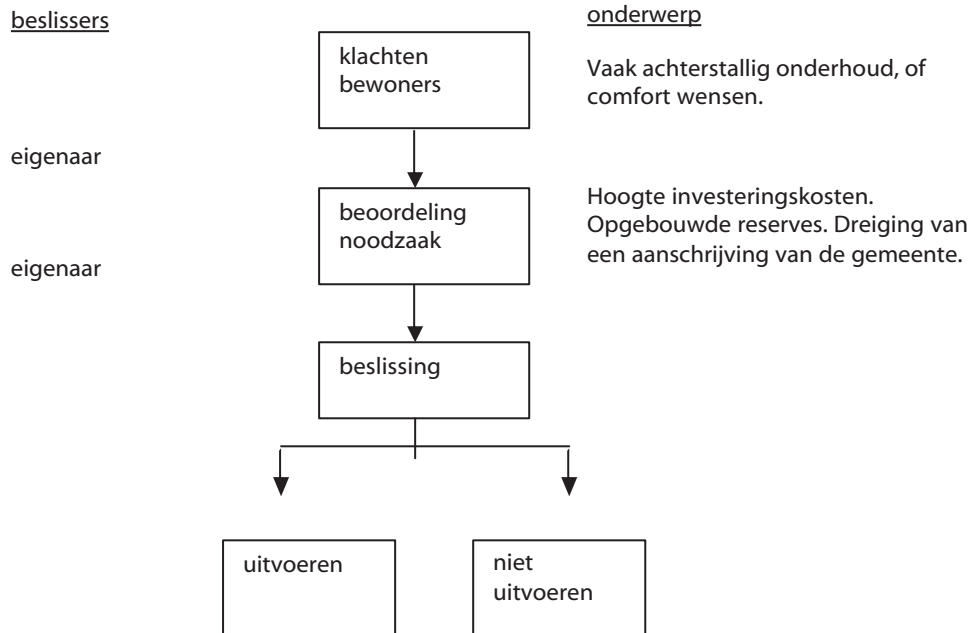 beslissers
onderwerp
klachten
bewoners
Vaak achterstallig onderhoud, of
comfort wensen.
eigenaar
beoordeling
noodzaak
Hoogte investeringskosten.
Opgebouwde reserves. Dreiging van
een aanschrijving van de gemeente.
eigenaar
beslissing
uitvoeren
niet
uitvoeren